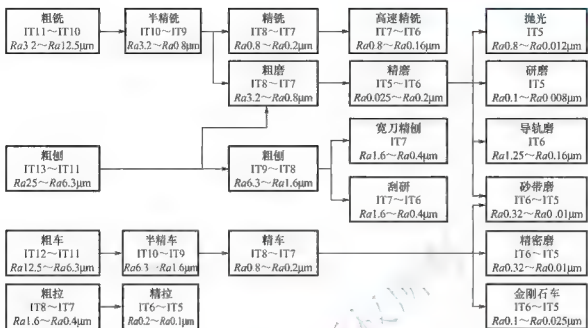 粗铣
IT11～IT10
Ra3 2～Ra12.5μm
半精铣
IT10～IT9
Ra3.2～Ra0 8μm
精铣
IT8～IT7
Ra0.8～Ra0.2μm
高速精铣
IT7～IT6
Ra0.8～Ra0.16μm
抛光
IT5
Ra0.8～Ra0.012μm
粗磨
IT8～IT7
Ra3.2～Ra0.8μm
精磨
IT5～IT6
Ra0.025～Ra0.2μm
研磨
IT5
Ra0.1～Ra0 008μm
导轨磨
IT6
Ra1.25～Ra0.16μm
粗刨
IT13～IT11
Ra25～Ra6.3μm
粗刨
IT9～IT8
Ra6.3～Ra1.6μm
宽刀精刨
IT7
Ra1.6～Ra0.4μm
刮研
IT7～IT6
Ra1.6～Ra0.4μm
砂带磨
IT6～IT5
Ra0.32～Ra0.01μm
粗车
IT12～IT11
Ra12.5～Ra6.3μm
半精车
IT10～IT9
Ra6 3 Ra1 6μm
精车
IT8～IT7
Ra0.8～Ra0.2μm
精密磨
IT6～IT5
Ra0.32～Ra0.01μm
粗拉
IT8～IT7
Ra1.6～Ra0.4μm
精拉
IT6～IT5
Ra0.2～Ra0.1μm
金刚石车
IT6～IT5
Ra0.1～Ra0.025μm